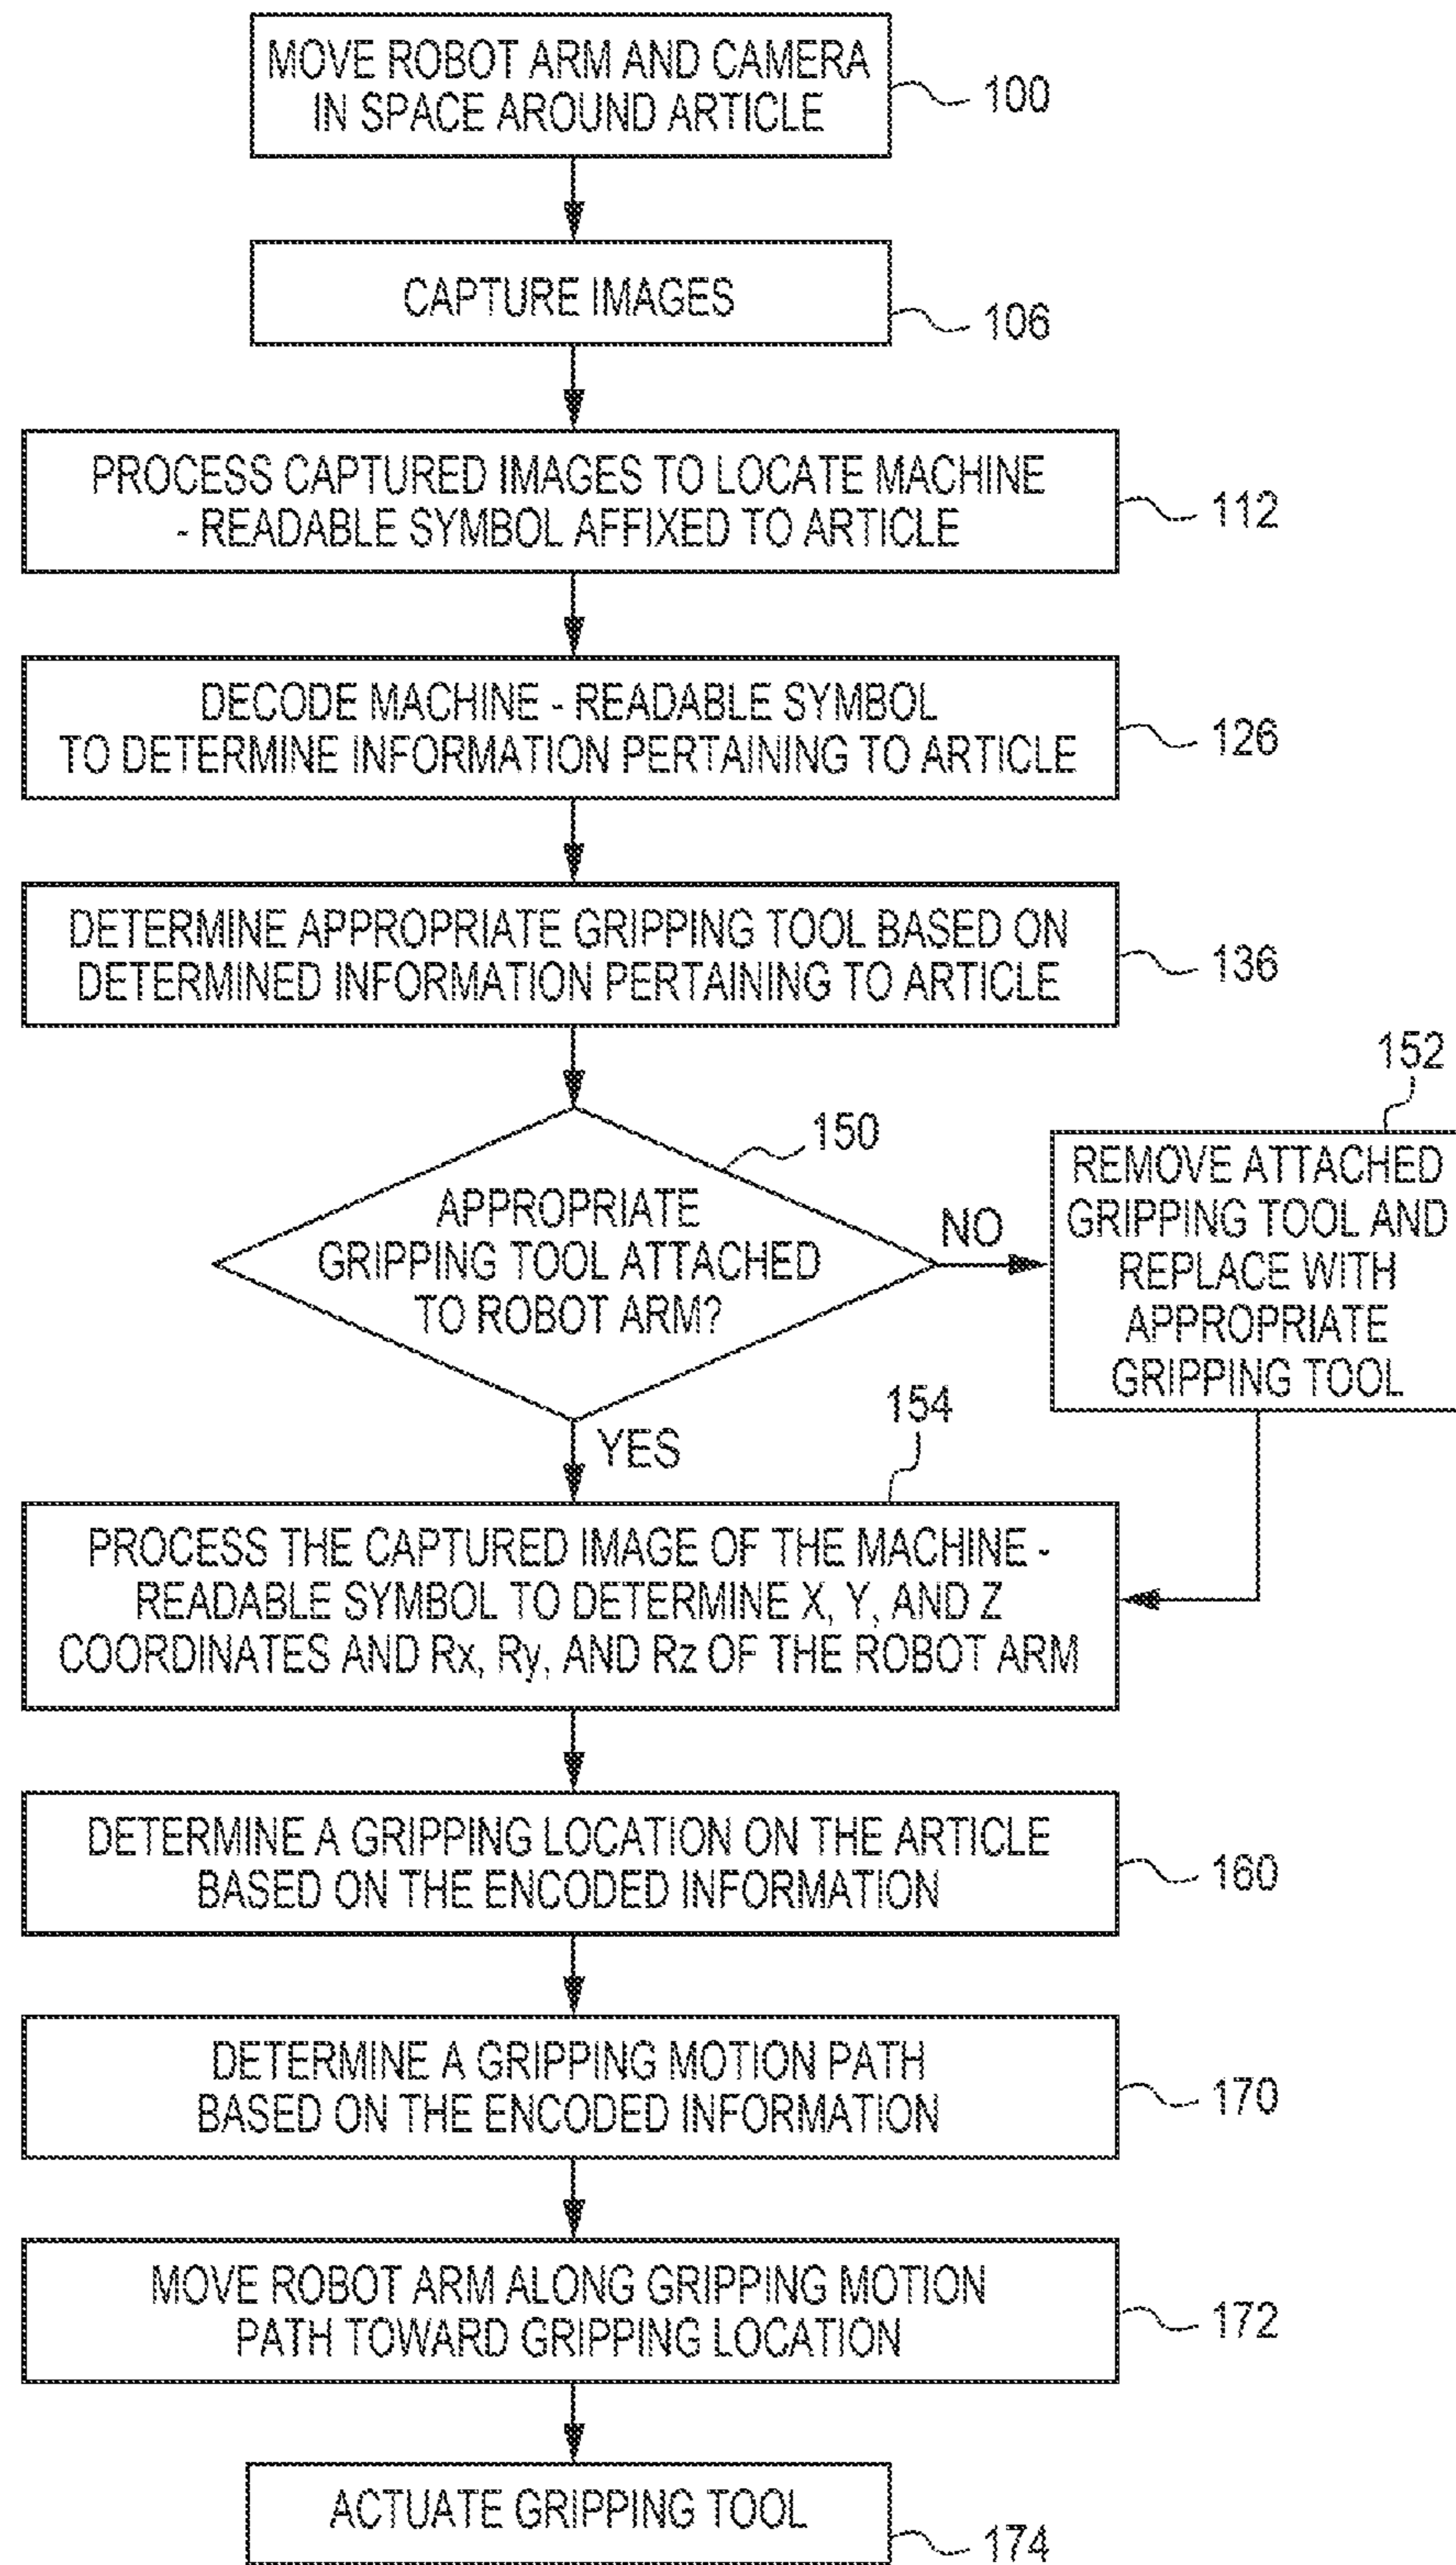 MOVE ROBOT ARM AND CAMERA
IN SPACE AROUND ARTICLE
100
CAPTURE IMAGES
106
PROCESS CAPTURED IMAGES TO LOCATE MACHINE
- READABLE SYMBOL AFFIXED TO ARTICLE
112
DECODE MACHINE - READABLE SYMBOL
TO DETERMINE INFORMATION PERTAINING TO ARTICLE
126
DETERMINE APPROPRIATE GRIPPING TOOL BASED ON
DETERMINED INFORMATION PERTAINING TO ARTICLE
136
150
APPROPRIATE
GRIPPING TOOL ATTACHED
TO ROBOT ARM?
NO
152
REMOVE ATTACHED
GRIPPING TOOL AND
REPLACE WITH
APPROPRIATE
GRIPPING TOOL
YES
154
PROCESS THE CAPTURED IMAGE OF THE MACHINE -
READABLE SYMBOL TO DETERMINE X, Y, AND Z
COORDINATES AND Rx, Ry, AND Rz OF THE ROBOT ARM
DETERMINE A GRIPPING LOCATION ON THE ARTICLE
BASED ON THE ENCODED INFORMATION
160
DETERMINE A GRIPPING MOTION PATH
BASED ON THE ENCODED INFORMATION
170
MOVE ROBOT ARM ALONG GRIPPING MOTION
PATH TOWARD GRIPPING LOCATION
172
ACTUATE GRIPPING TOOL
174